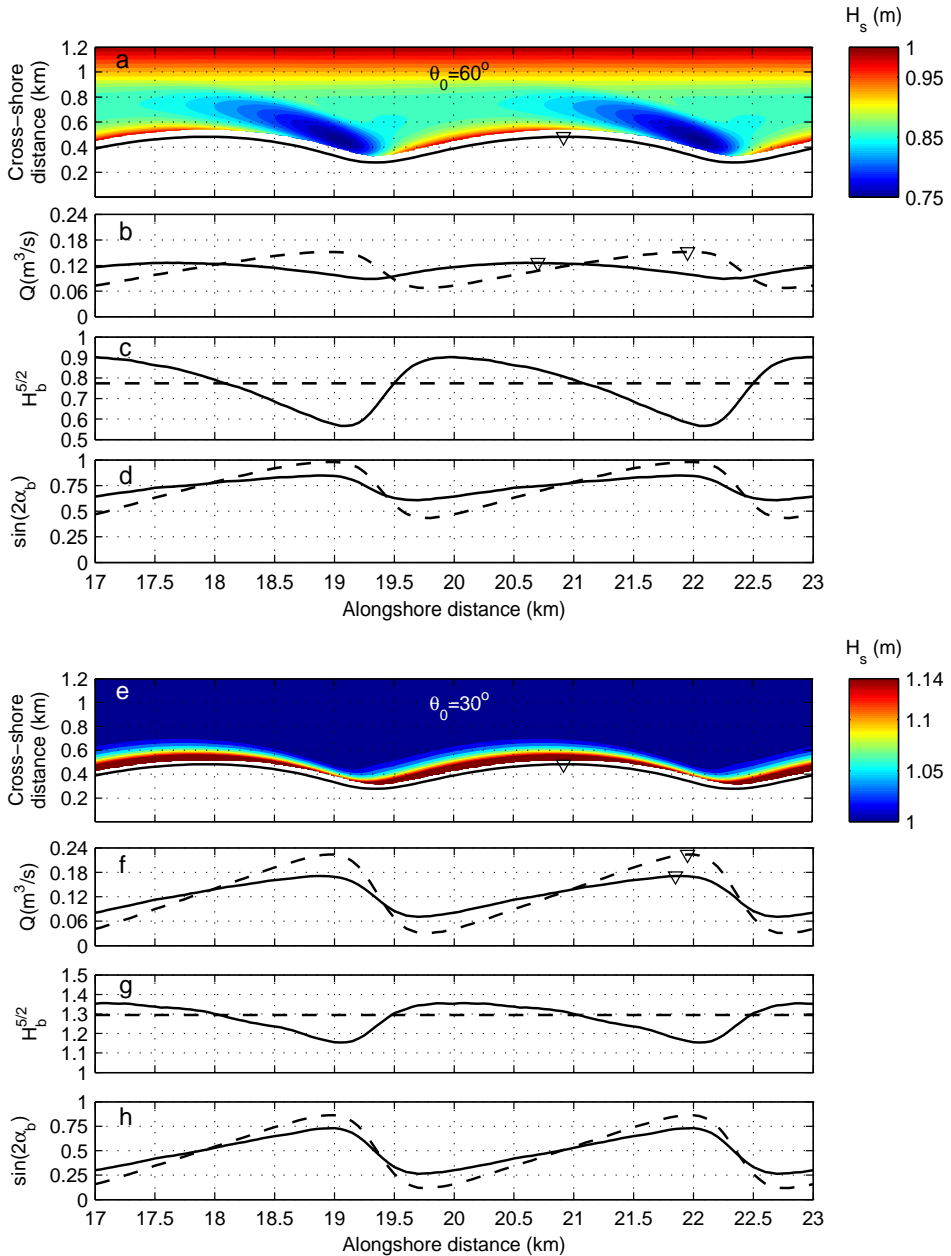 H_s (m)
a
θ_0=60°
1.2
1
0.8
0.6
0.4
0.2
Cross−shore
distance (km)
1
0.95
0.9
0.85
0.8
0.75
b
0.24
0.18
0.12
0.06
0
Q(m^3/s)
c
1
0.9
0.8
0.7
0.6
0.5
H_b^{5/2}
d
1
0.75
0.5
0.25
0
sin(2α_b)
17 17.5 18 18.5 19 19.5 20 20.5 21 21.5 22 22.5 23
Alongshore distance (km)
H_s (m)
e
θ_0=30°
1.2
1
0.8
0.6
0.4
0.2
Cross−shore
distance (km)
1.14
1.1
1.05
1
f
0.24
0.18
0.12
0.06
0
Q(m^3/s)
g
1.5
1.4
1.3
1.2
1.1
1
H_b^{5/2}
h
1
0.75
0.5
0.25
0
sin(2α_b)
17 17.5 18 18.5 19 19.5 20 20.5 21 21.5 22 22.5 23
Alongshore distance (km)